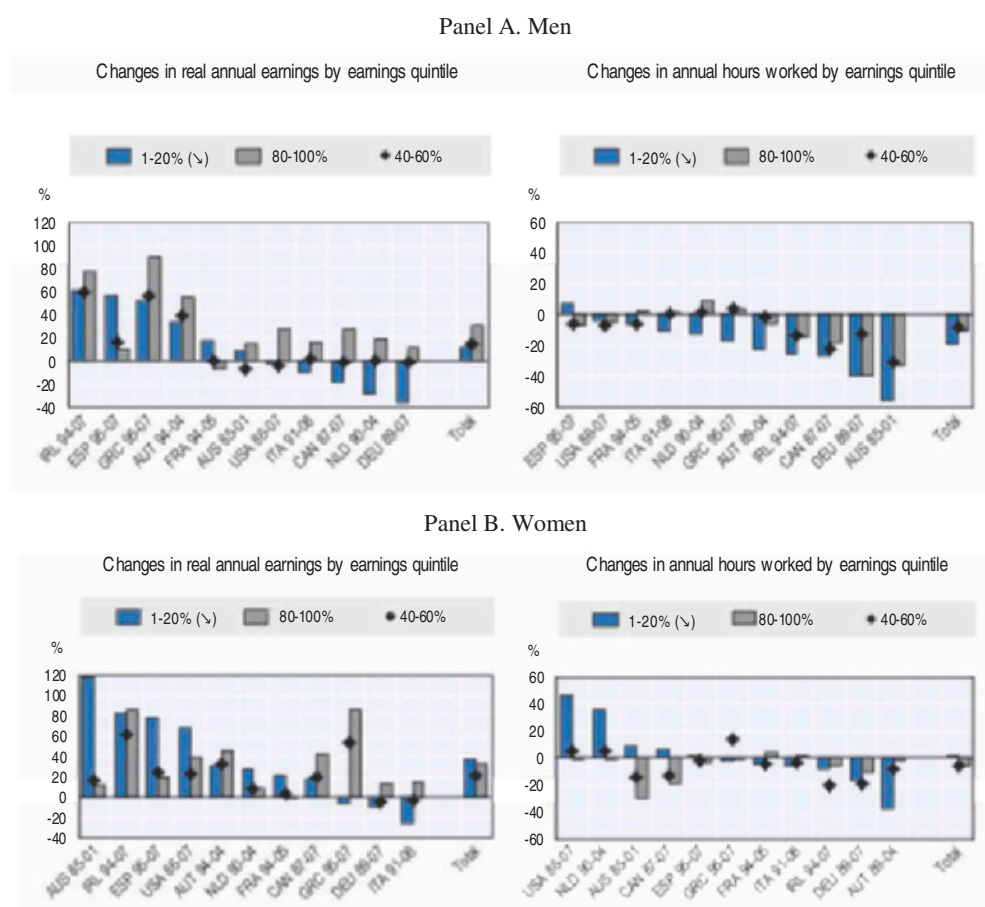 Panel A. Men
Changes in real annual earnings by earnings quintile
1-20% (↘) 80-100% 40-60%
%
120
100
80
60
40
20
0
-20
-40
IRL 94-07 ESP 95-07 GRC 95-07 AUT 94-04 FRA 94-05 AUS 85-01 USA 86-07 ITA 91-08 CAN 87-07 NLD 90-04 DEU 89-07 Total
Changes in annual hours worked by earnings quintile
1-20% (↘) 80-100% 40-60%
%
60
40
20
0
-20
-40
-60
ESP 95-07 USA 86-07 FRA 94-05 ITA 91-08 NLD 90-04 GRC 95-07 AUT 89-04 IRL 94-07 CAN 87-07 DEU 89-07 AUS 85-01 Total
Panel B. Women
Changes in real annual earnings by earnings quintile
1-20% (↘) 80-100% 40-60%
%
120
100
80
60
40
20
0
-20
-40
AUS 85-01 IRL 94-07 ESP 95-07 USA 86-07 AUT 94-04 NLD 90-04 FRA 94-05 CAN 87-07 GRC 95-07 DEU 89-07 ITA 91-08 Total
Changes in annual hours worked by earnings quintile
1-20% (↘) 80-100% 40-60%
%
60
40
20
0
-20
-40
-60
USA 86-07 NLD 90-04 AUS 85-01 CAN 87-07 ESP 95-07 GRC 95-07 FRA 94-05 ITA 91-08 IRL 94-07 DEU 89-07 AUT 89-04 Total